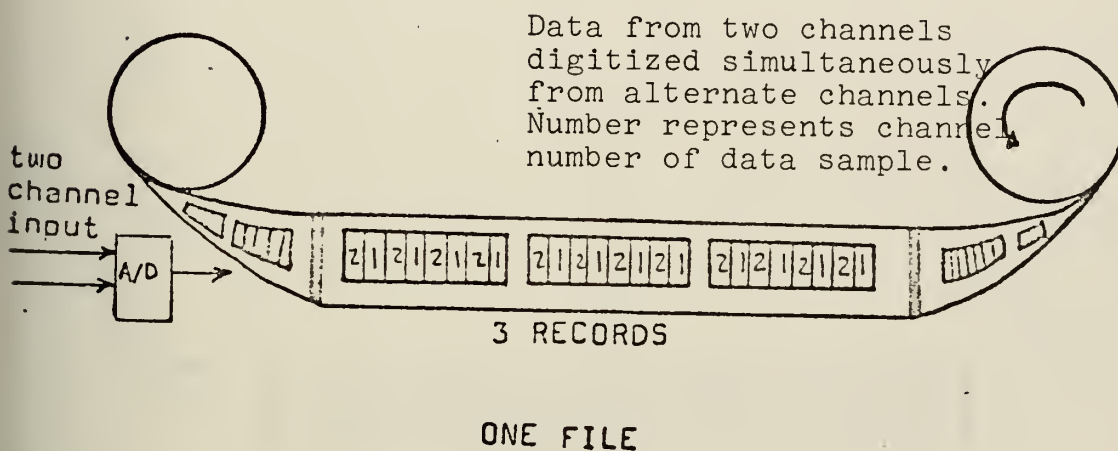 Data from two channels
digitized simultaneously
from alternate channels.
Number represents channel
number of data sample.
two
channel
input
A/D
2 1 2 1 2 1 2 1
2 1 2 1 2 1 2 1
2 1 2 1 2 1 2 1
3 RECORDS
ONE FILE